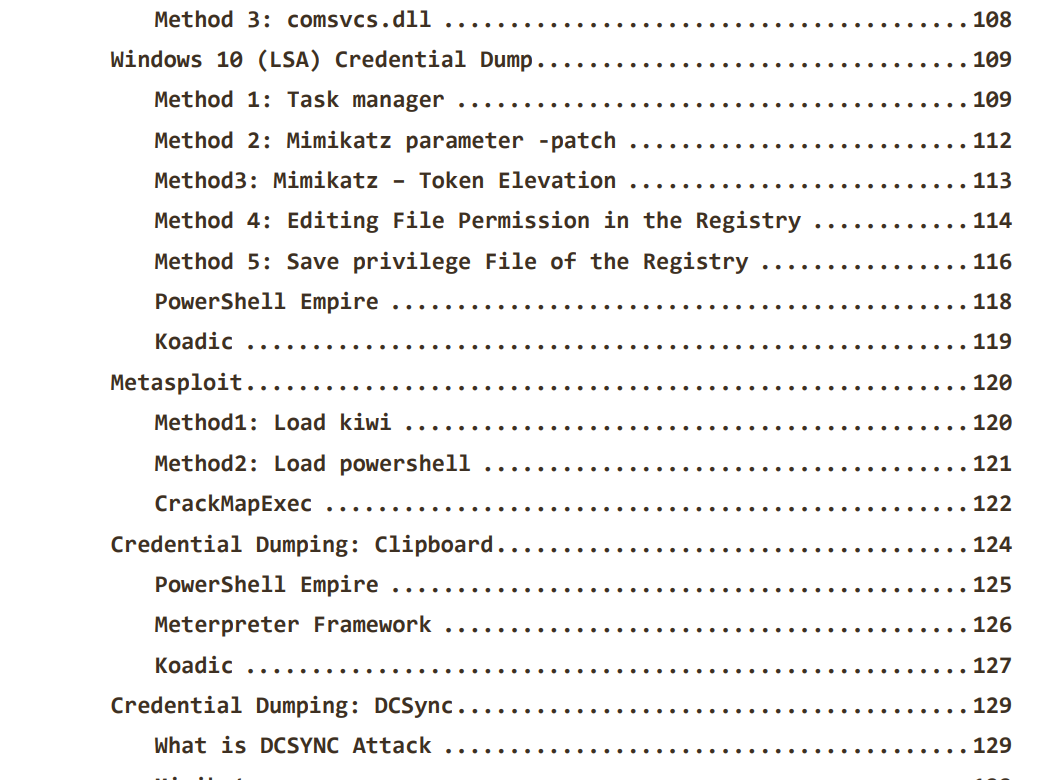 Method 3: comsvcs.dll ........................................108
Windows 10 (LSA) Credential Dump.................................109
Method 1: Task manager .......................................109
Method 2: Mimikatz parameter -patch ..........................112
Method3: Mimikatz – Token Elevation ..........................113
Method 4: Editing File Permission in the Registry ............114
Method 5: Save privilege File of the Registry ................116
PowerShell Empire ............................................118
Koadic .......................................................119
Metasploit.......................................................120
Method1: Load kiwi ...........................................120
Method2: Load powershell .....................................121
CrackMapExec .................................................122
Credential Dumping: Clipboard....................................124
PowerShell Empire ............................................125
Meterpreter Framework ........................................126
Koadic .......................................................127
Credential Dumping: DCSync.......................................129
What is DCSYNC Attack ........................................129